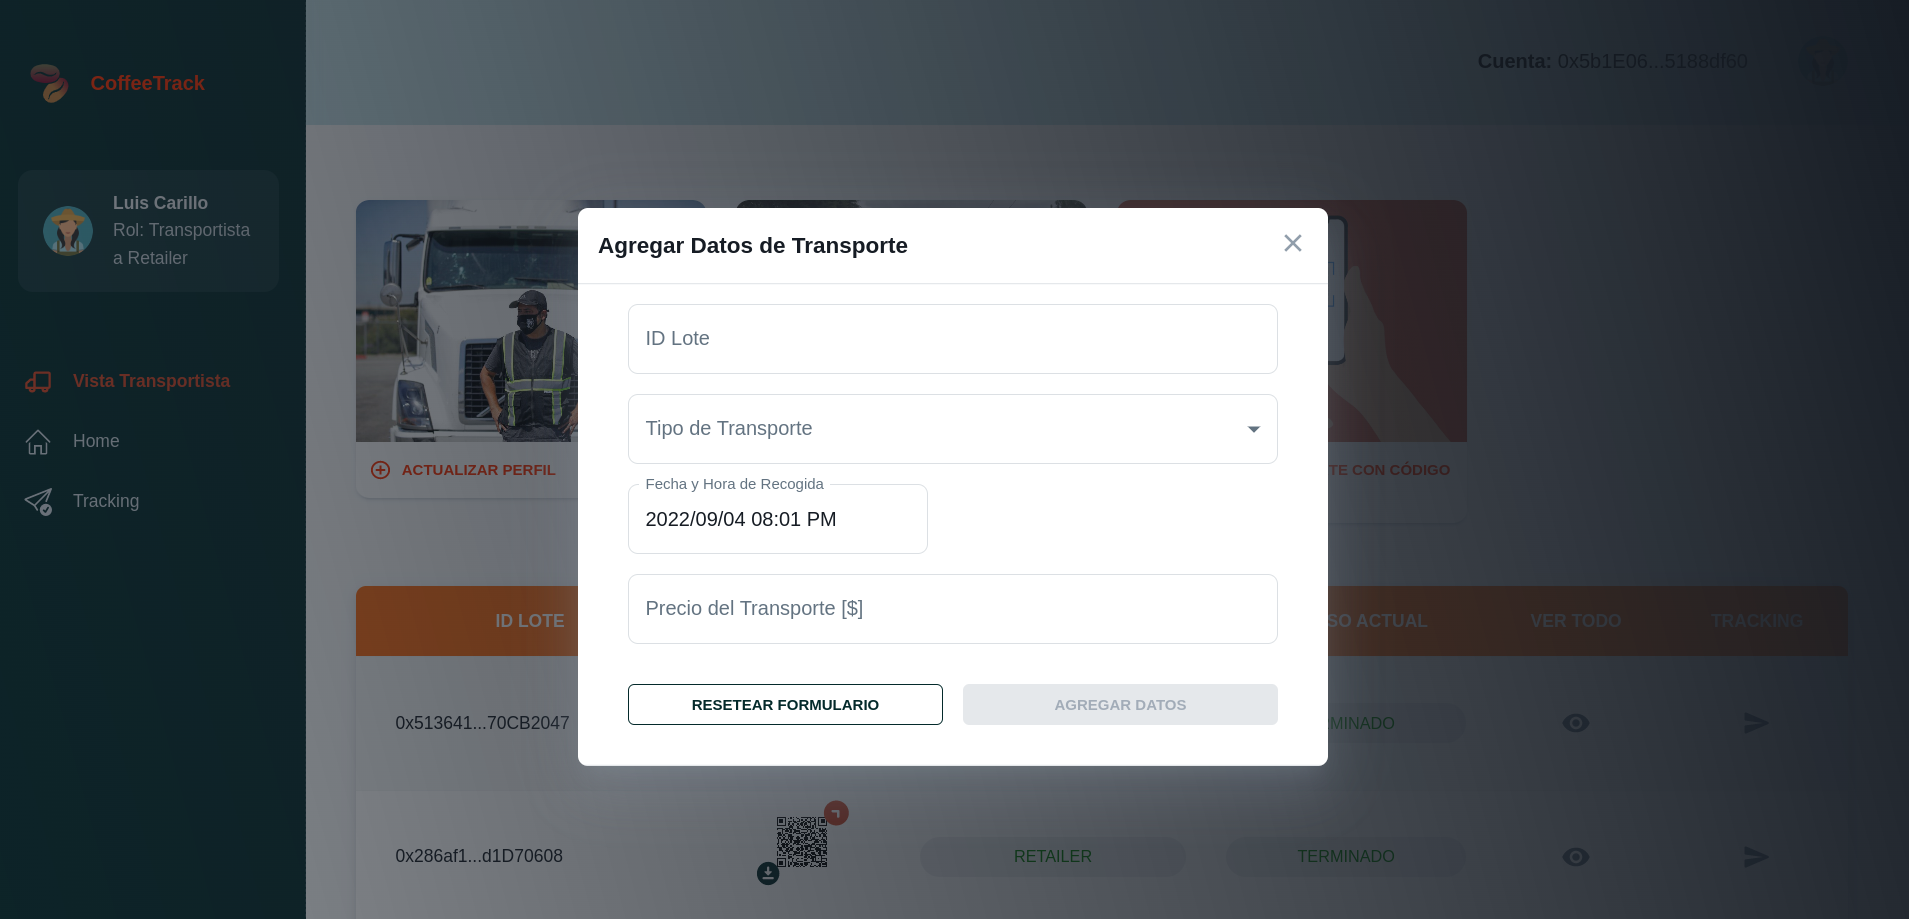 CoffeeTrack
Cuenta: 0x5b1E06...5188df60
Luis Carillo
Rol: Transportista
a Retailer
Vista Transportista
Home
Tracking
ACTUALIZAR PERFIL
TE CON CÓDIGO
Agregar Datos de Transporte
ID Lote
Tipo de Transporte
Fecha y Hora de Recogida
2022/09/04 08:01 PM
Precio del Transporte [$]
RESETEAR FORMULARIO
AGREGAR DATOS
ID LOTE
SO ACTUAL
VER TODO
TRACKING
0x513641...70CB2047
MINADO
0x286af1...d1D70608
RETAILER
TERMINADO